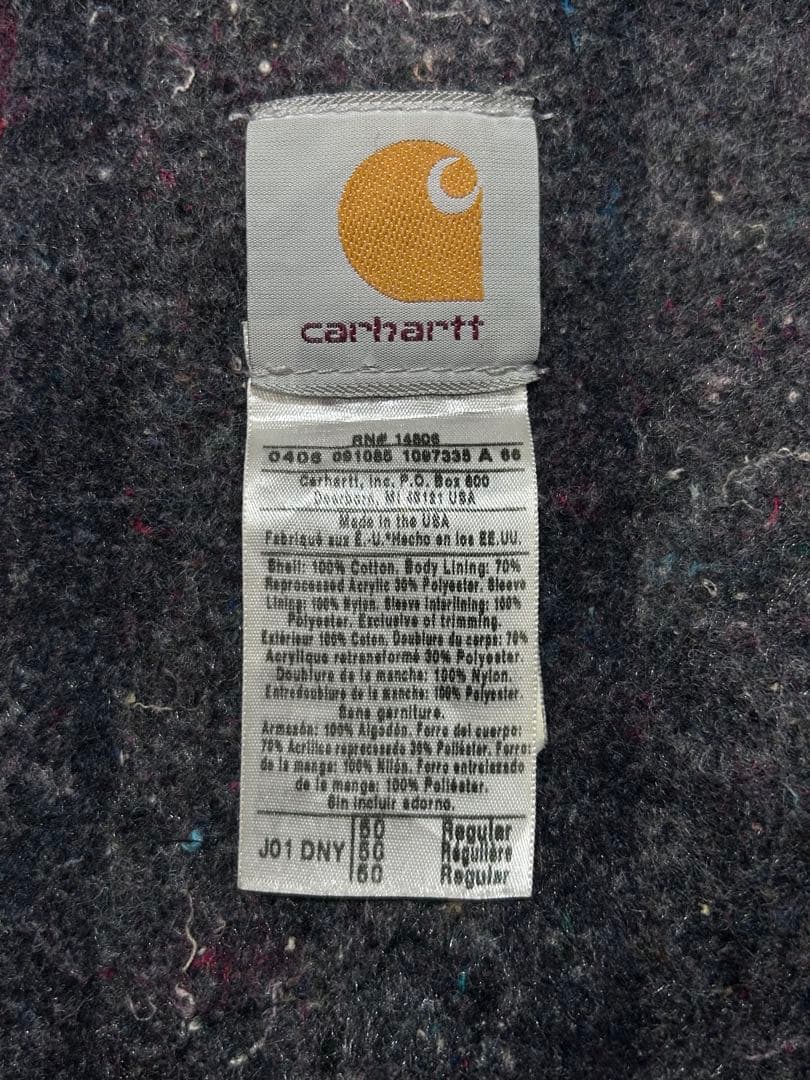 carhartt
RN# 14806
0408 091085 1097335 A 66
Carhartt, Inc. P.O. Box 600
Dearborn, MI 48121 USA
Made in the USA
Fabriqué aux É.-U.*Hecho en los EE.UU.
Shell: 100% Cotton. Body Lining: 70%
Reprocessed Acrylic 30% Polyester. Sleeve
Lining: 100% Nylon. Sleeve Interlining: 100%
Polyester. Exclusive of trimming.
Extérieur 100% Coton. Doublure du corps: 70%
Acrylique retransformé 30% Polyester.
Doublure de la manche: 100% Nylon.
Entredoublure de la manche: 100% Polyester.
Sans garniture.
Armasón: 100% Algodón. Forro del cuerpo:
70% Acrílico reprocesado 30% Poliéster. Forro:
de la manga: 100% Nilón. Forro entrelazado
de la manga: 100% Poliéster.
Sin incluir adorno.
50 Regular
J01 DNY 50 Régulière
50 Regular